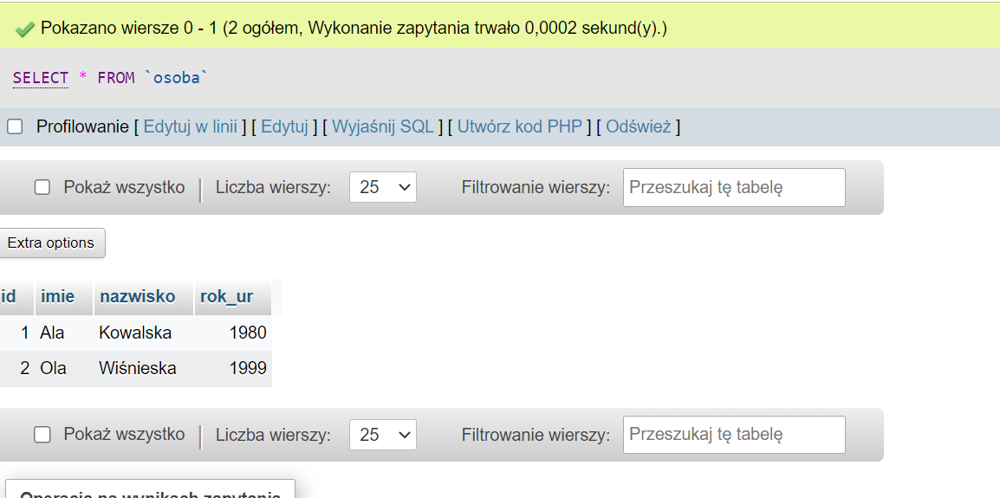 Pokazano wiersze 0 - 1 (2 ogółem, Wykonanie zapytania trwało 0,0002 sekund(y).)
SELECT * FROM `osoba`
Profilowanie [ Edytuj w linii ] [ Edytuj ] [ Wyjaśnij SQL ] [ Utwórz kod PHP ] [ Odśwież ]
Pokaż wszystko | Liczba wierszy: 25 Filtrowanie wierszy: Przeszukaj tę tabelę
Extra options
id imie nazwisko rok_ur
1 Ala Kowalska 1980
2 Ola Wiśnieska 1999
Pokaż wszystko | Liczba wierszy: 25 Filtrowanie wierszy: Przeszukaj tę tabelę
Operacje na wynikach zapytania